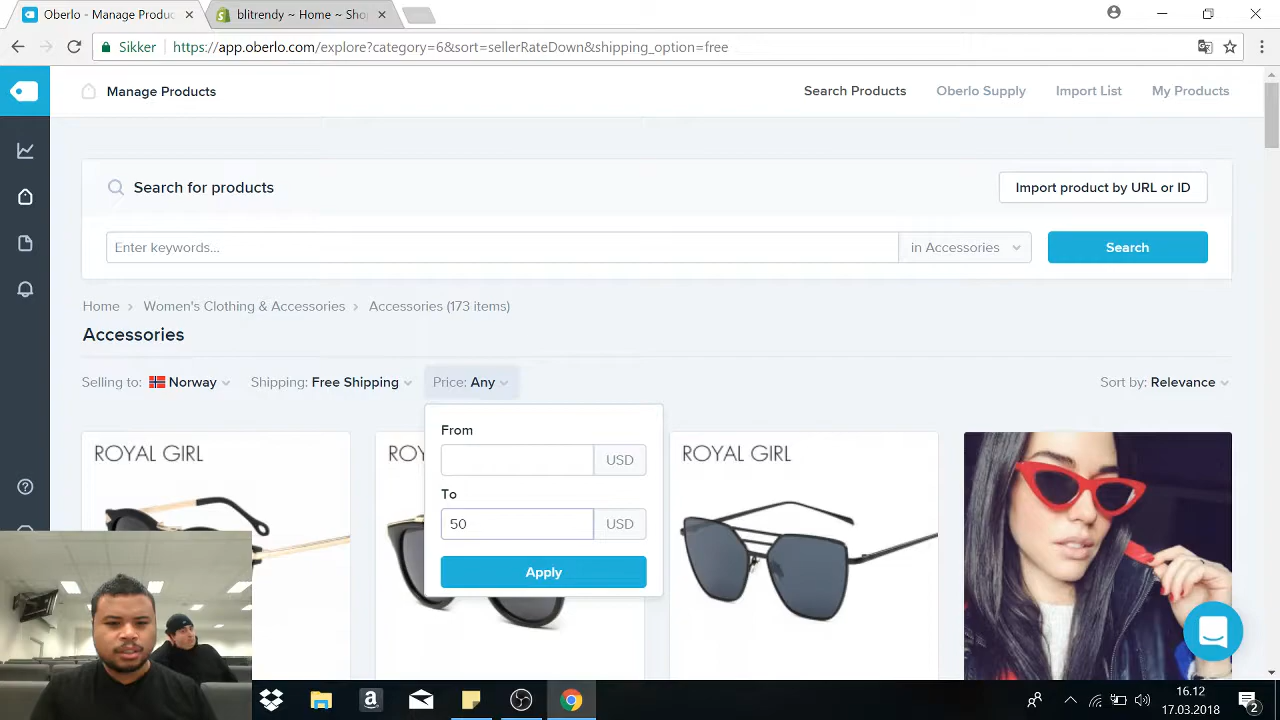 Oberlo - Manage Produc
blitrendy ~ Home ~ Sho
Sikker
https://app.oberlo.com/explore?category=6&sort=sellerRateDown&shipping_option=free
Manage Products
Search Products
Oberlo Supply
Import List
My Products
Search for products
Import product by URL or ID
Enter keywords...
in Accessories
Search
Home > Women's Clothing & Accessories > Accessories (173 items)
Accessories
Selling to: Norway
Shipping: Free Shipping
Price: Any
Sort by: Relevance
From
USD
To
50
USD
Apply
ROYAL GIRL
ROY
ROYAL GIRL
16.12
17.03.2018
2